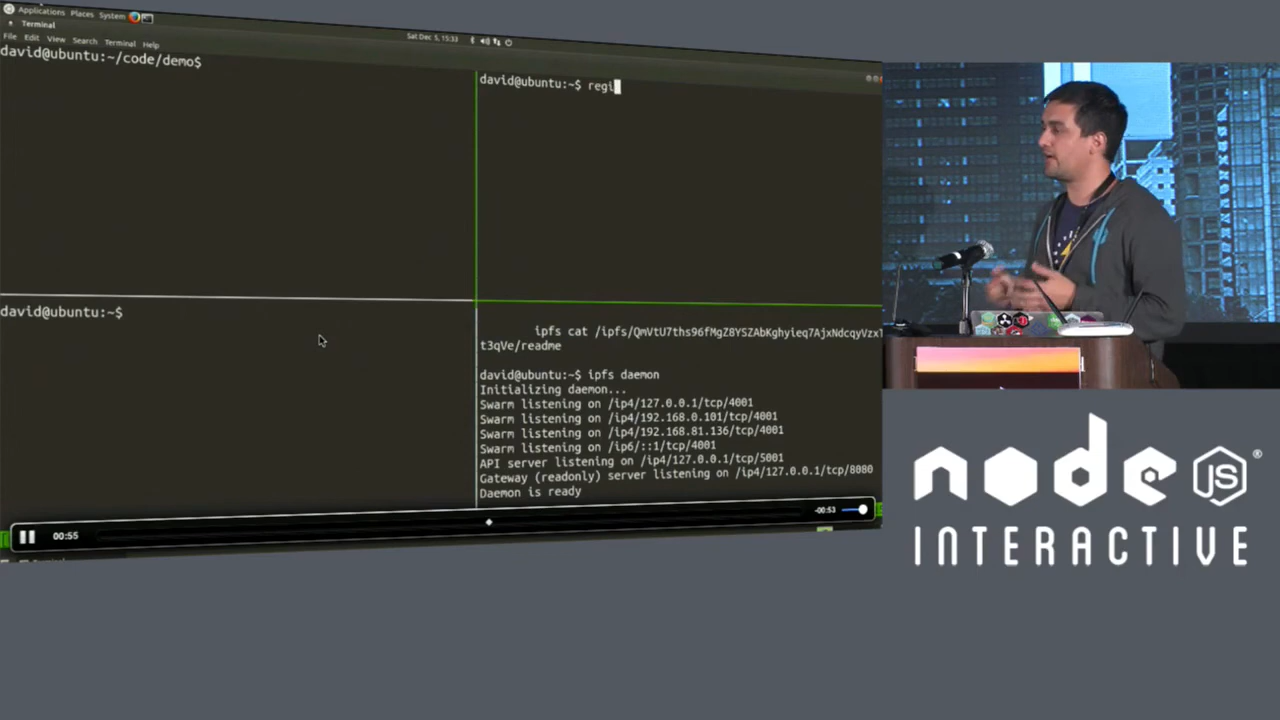 Applications Places System
Terminal
Sat Dec 5, 15:33
File Edit View Search Terminal Help
david@ubuntu:~/code/demo$
david@ubuntu:~$ regi
david@ubuntu:~$
ipfs cat /ipfs/QmVtU7ths96fMgZ8YSZAbKghyieq7AjxNdcqyVzxT
t3qVe/readme
david@ubuntu:~$ ipfs daemon
Initializing daemon...
Swarm listening on /ip4/127.0.0.1/tcp/4001
Swarm listening on /ip4/192.168.0.101/tcp/4001
Swarm listening on /ip4/192.168.81.136/tcp/4001
Swarm listening on /ip6/::1/tcp/4001
API server listening on /ip4/127.0.0.1/tcp/5001
Gateway (readonly) server listening on /ip4/127.0.0.1/tcp/8080
Daemon is ready
00:55
-00:53
node JS ®
INTERACTIVE